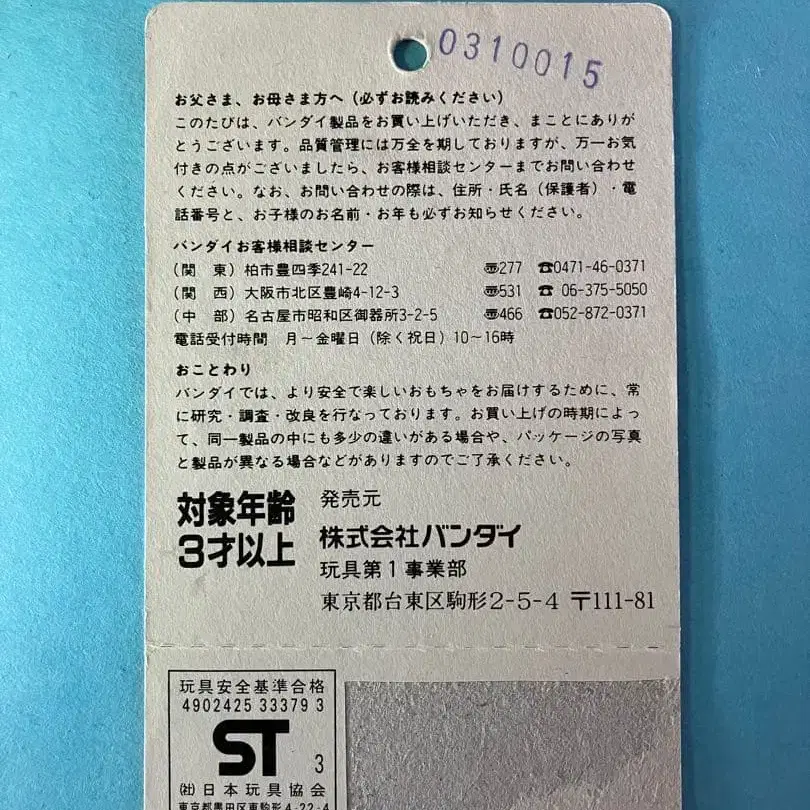 0310015
お父さま、お母さま方へ（必ずお読みください）
このたびは、バンダイ製品をお買い上げいただき、まことにありが
とうございます。品質管理には万全を期しておりますが、万一お気
付きの点がございましたら、お客様相談センターまでお問い合わせ
ください。なお、お問い合わせの際は、住所・氏名（保護者）・電
話番号と、お子様のお名前・お年も必ずお知らせください。
バンダイお客様相談センター
（関　東）柏市豊四季241-22　〠277　☎0471-46-0371
（関　西）大阪市北区豊崎4-12-3　〠531　☎06-375-5050
（中　部）名古屋市昭和区御器所3-2-5　〠466　☎052-872-0371
電話受付時間　月〜金曜日（除く祝日）10〜16時
おことわり
バンダイでは、より安全で楽しいおもちゃをお届けするために、常
に研究・調査・改良を行なっております。お買い上げの時期によっ
て、同一製品の中にも多少の違いがある場合や、パッケージの写真
と製品が異なる場合などがありますのでご了承ください。
対象年齢
3才以上
発売元
株式会社バンダイ
玩具第1事業部
東京都台東区駒形2-5-4 〒111-81
玩具安全基準合格
4902425 33379 3
ST 3
㈳日本玩具協会
東京都墨田区東駒形4-22-4